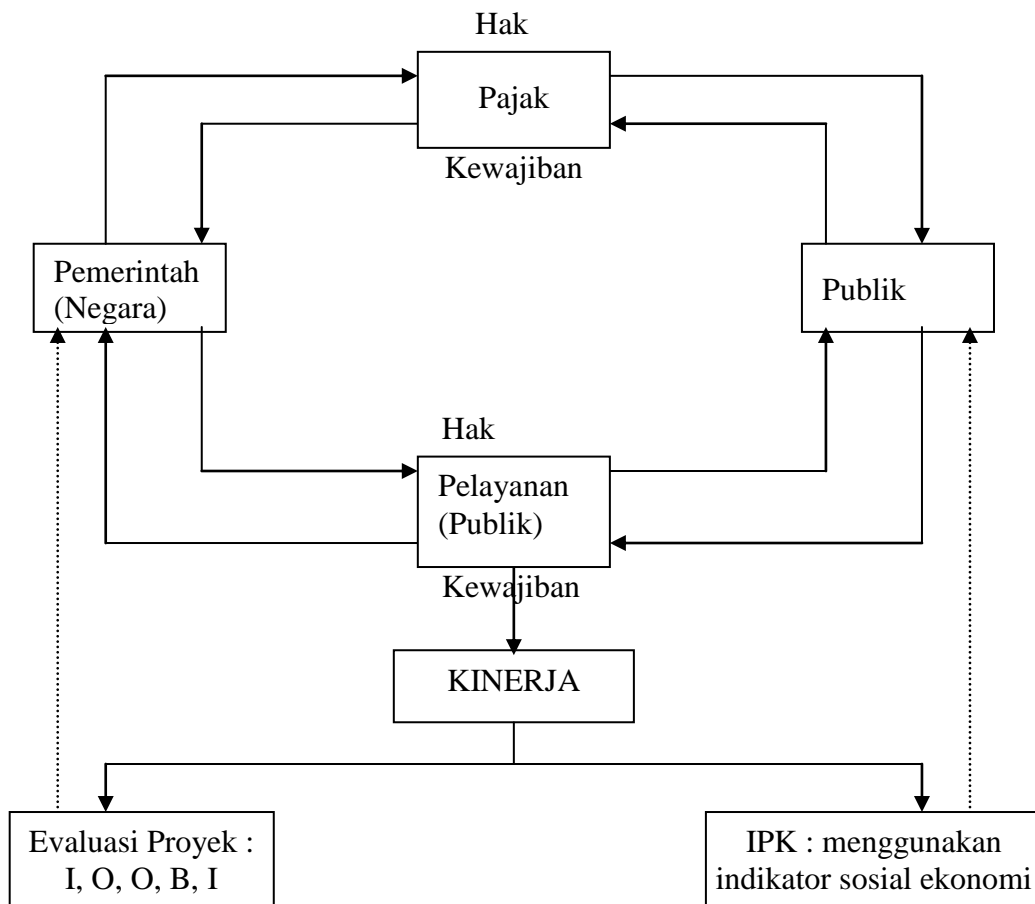 Hak
Pajak
Kewajiban
Pemerintah
(Negara)
Publik
Hak
Pelayanan
(Publik)
Kewajiban
KINERJA
Evaluasi Proyek :
I, O, O, B, I
IPK : menggunakan
indikator sosial ekonomi